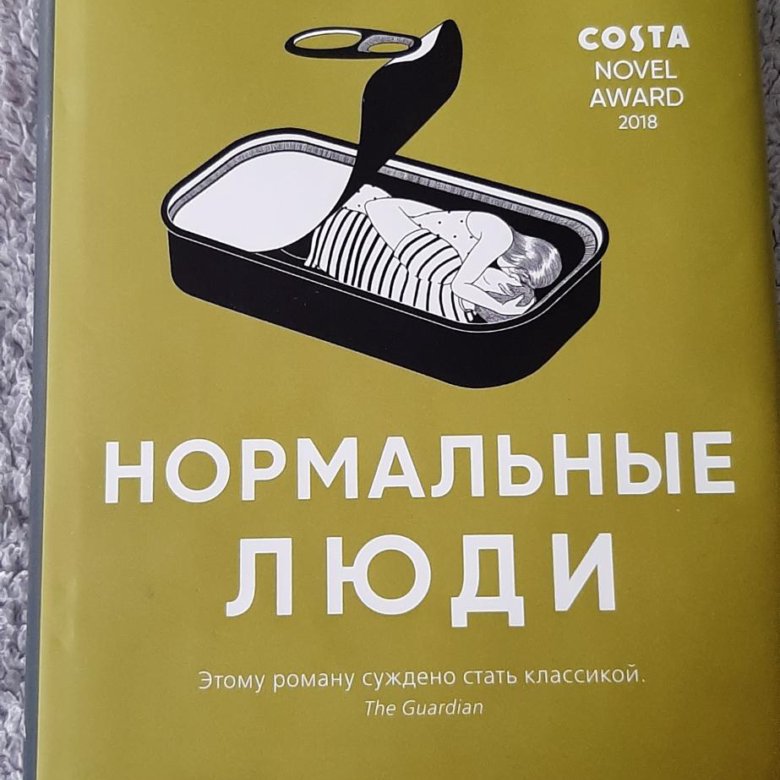 COSTA
NOVEL
AWARD
2018
НОРМАЛЬНЫЕ
ЛЮДИ
Этому роману суждено стать классикой.
The Guardian